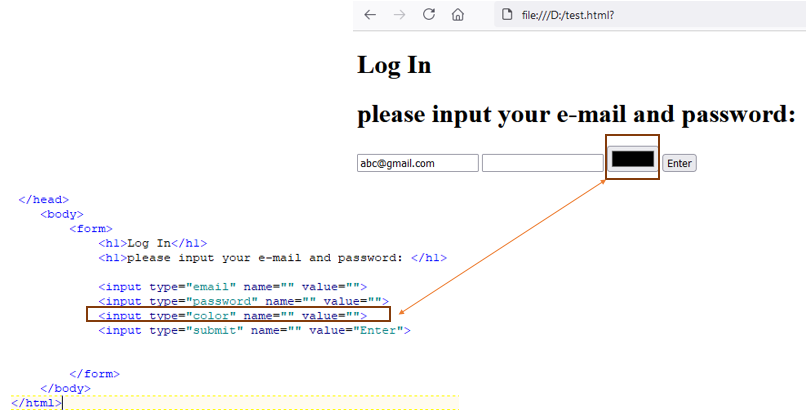 file:///D:/test.html?
Log In
please input your e-mail and password:
abc@gmail.com Enter
</head>
<body>
<form>
<h1>Log In</h1>
<h1>please input your e-mail and password: </h1>
<input type="email" name="" value="">
<input type="password" name="" value="">
<input type="color" name="" value="">
<input type="submit" name="" value="Enter">
</form>
</body>
</html>